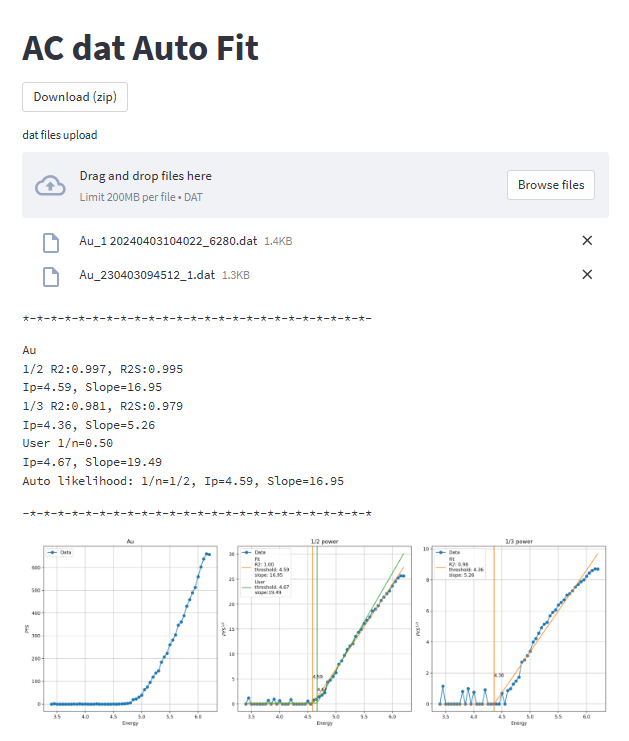 AC dat Auto Fit
Download (zip)
dat files upload
Drag and drop files here
Limit 200MB per file • DAT
Browse files
Au_1 20240403104022_6280.dat 1.4KB
Au_230403094512_1.dat 1.3KB
*-*-*-*-*-*-*-*-*-*-*-*-*-*-*-*-*-*-*-*-*-*-*-*-*-
Au
1/2 R2:0.997, R2S:0.995
Ip=4.59, Slope=16.95
1/3 R2:0.981, R2S:0.979
Ip=4.36, Slope=5.26
User 1/n=0.50
Ip=4.67, Slope=19.49
Auto likelihood: 1/n=1/2, Ip=4.59, Slope=16.95
-*-*-*-*-*-*-*-*-*-*-*-*-*-*-*-*-*-*-*-*-*-*-*-*-*
Au
Data
600
500
400
300
200
100
0
PYS
3.5 4.0 4.5 5.0 5.5 6.0
Energy
1/2 power
Data
Fit
R2: 1.00
threshold: 4.59
slope: 16.95
User
threshold: 4.67
slope:19.49
30
25
20
15
10
5
0
4.59
3.5 4.0 4.5 5.0 5.5 6.0
Energy
1/3 power
Data
Fit
R2: 0.98
threshold: 4.36
slope: 5.26
10
8
6
4
2
0
4.36
3.5 4.0 4.5 5.0 5.5 6.0
Energy